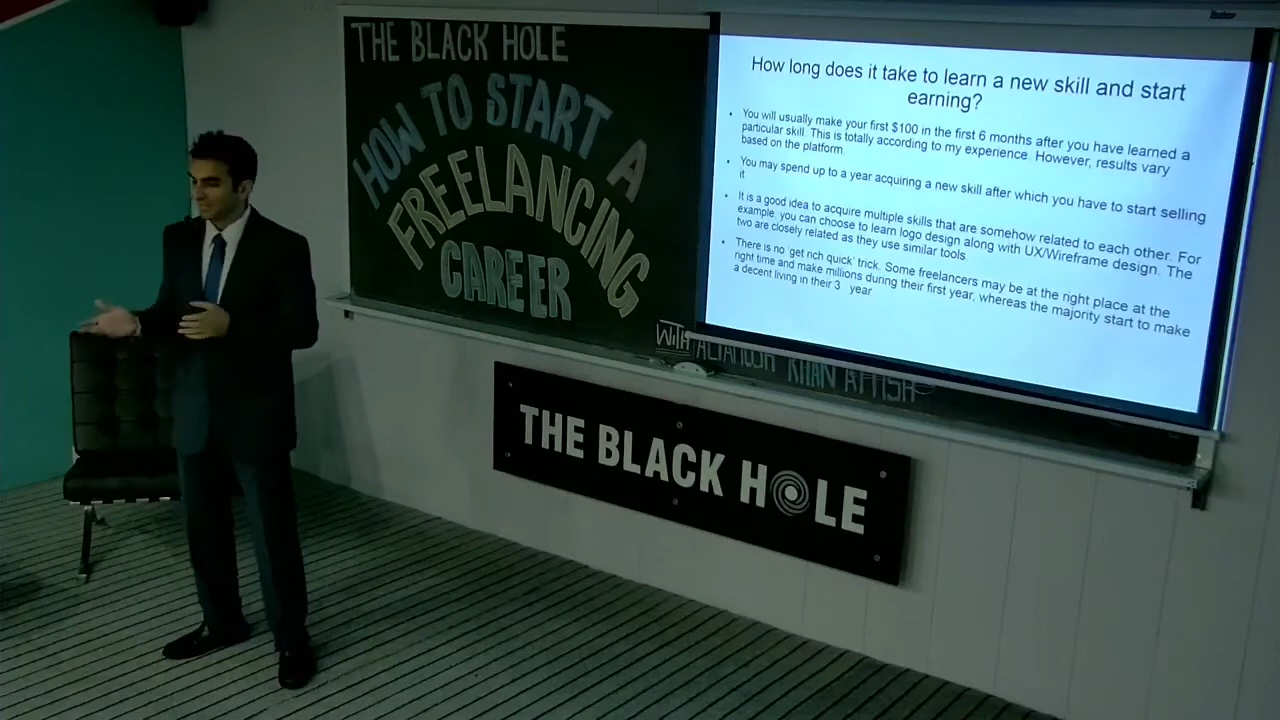 THE BLACK HOLE
HOW TO START A
FREELANCING
CAREER
WITH
KHAN
How long does it take to learn a new skill and start
earning?
• You will usually make your first $100 in the first 6 months after you have learned a
particular skill. This is totally according to my experience. However, results vary
based on the platform.
• You may spend up to a year acquiring a new skill after which you have to start selling
it
• It is a good idea to acquire multiple skills that are somehow related to each other. For
example, you can choose to learn logo design along with UX/Wireframe design. The
two are closely related as they use similar tools.
• There is no 'get rich quick' trick. Some freelancers may be at the right place at the
right time and make millions during their first year, whereas the majority start to make
a decent living in their 3 year
THE BLACK HOLE